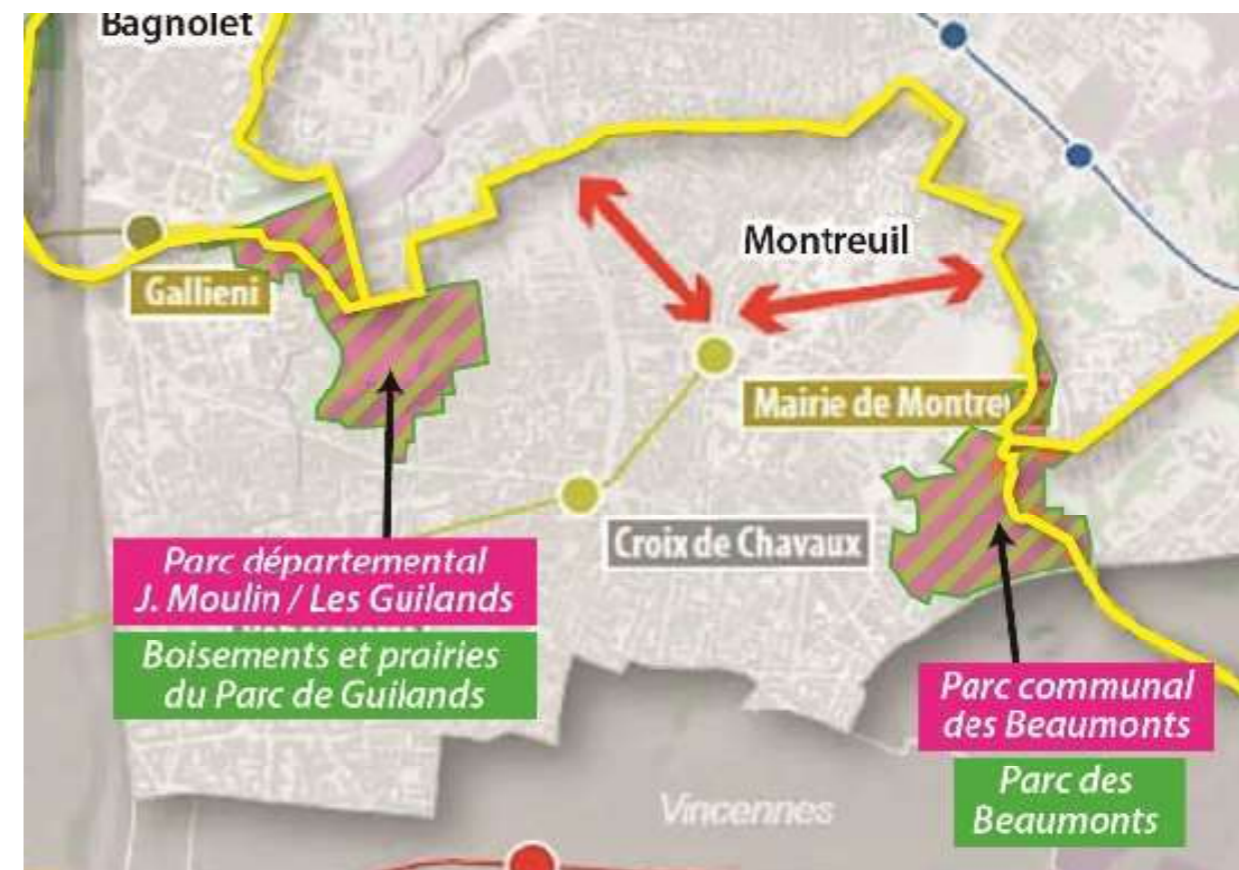 Bagnolet
Montreuil
Gallieni
Mairie de Montreu
Croix de Chavaux
Parc départemental
J. Moulin / Les Guilands
Boisements et prairies
du Parc de Guilands
Parc communal
des Beaumonts
Parc des
Beaumonts
Vincennes